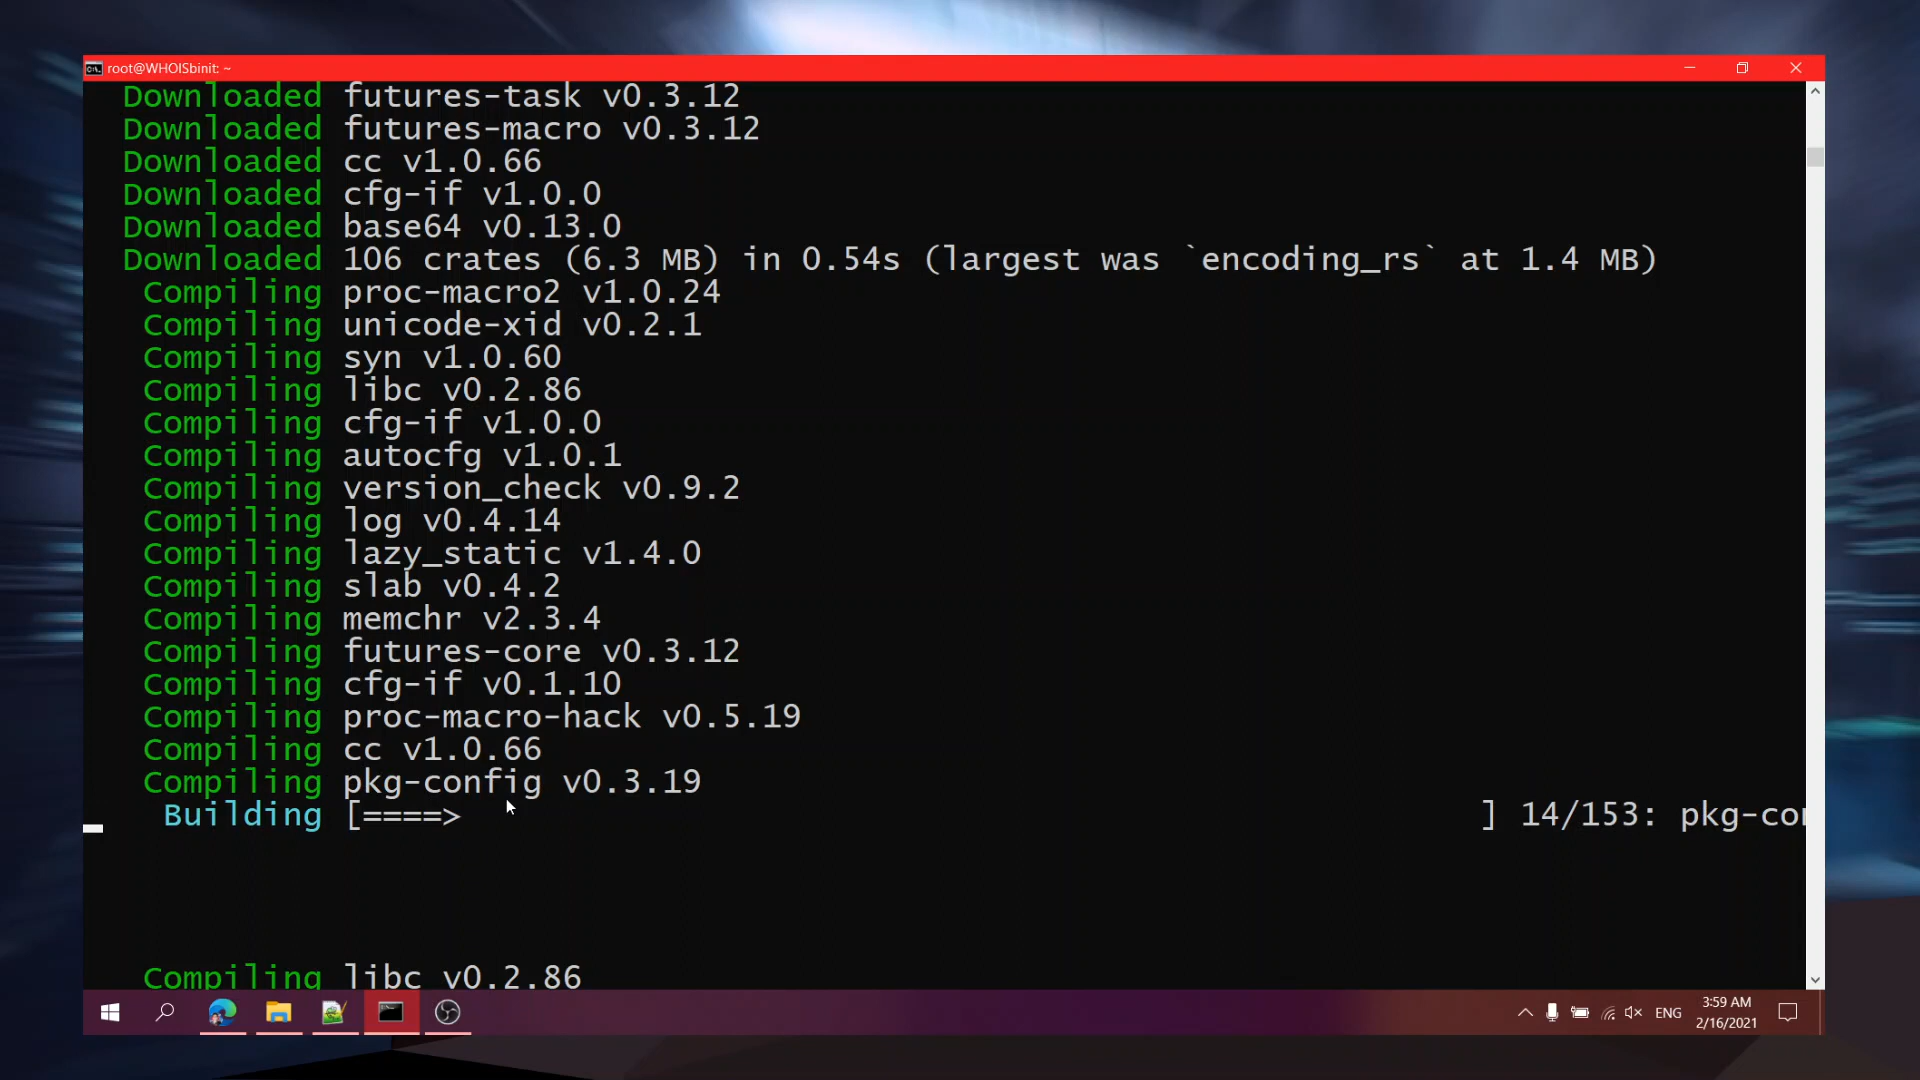 root@WHOISbinit: ~
Downloaded futures-task v0.3.12
Downloaded futures-macro v0.3.12
Downloaded cc v1.0.66
Downloaded cfg-if v1.0.0
Downloaded base64 v0.13.0
Downloaded 106 crates (6.3 MB) in 0.54s (largest was `encoding_rs` at 1.4 MB)
Compiling proc-macro2 v1.0.24
Compiling unicode-xid v0.2.1
Compiling syn v1.0.60
Compiling libc v0.2.86
Compiling cfg-if v1.0.0
Compiling autocfg v1.0.1
Compiling version_check v0.9.2
Compiling log v0.4.14
Compiling lazy_static v1.4.0
Compiling slab v0.4.2
Compiling memchr v2.3.4
Compiling futures-core v0.3.12
Compiling cfg-if v0.1.10
Compiling proc-macro-hack v0.5.19
Compiling cc v1.0.66
Compiling pkg-config v0.3.19
Building [====> ] 14/153: pkg-con
Compiling libc v0.2.86
ENG
3:59 AM
2/16/2021